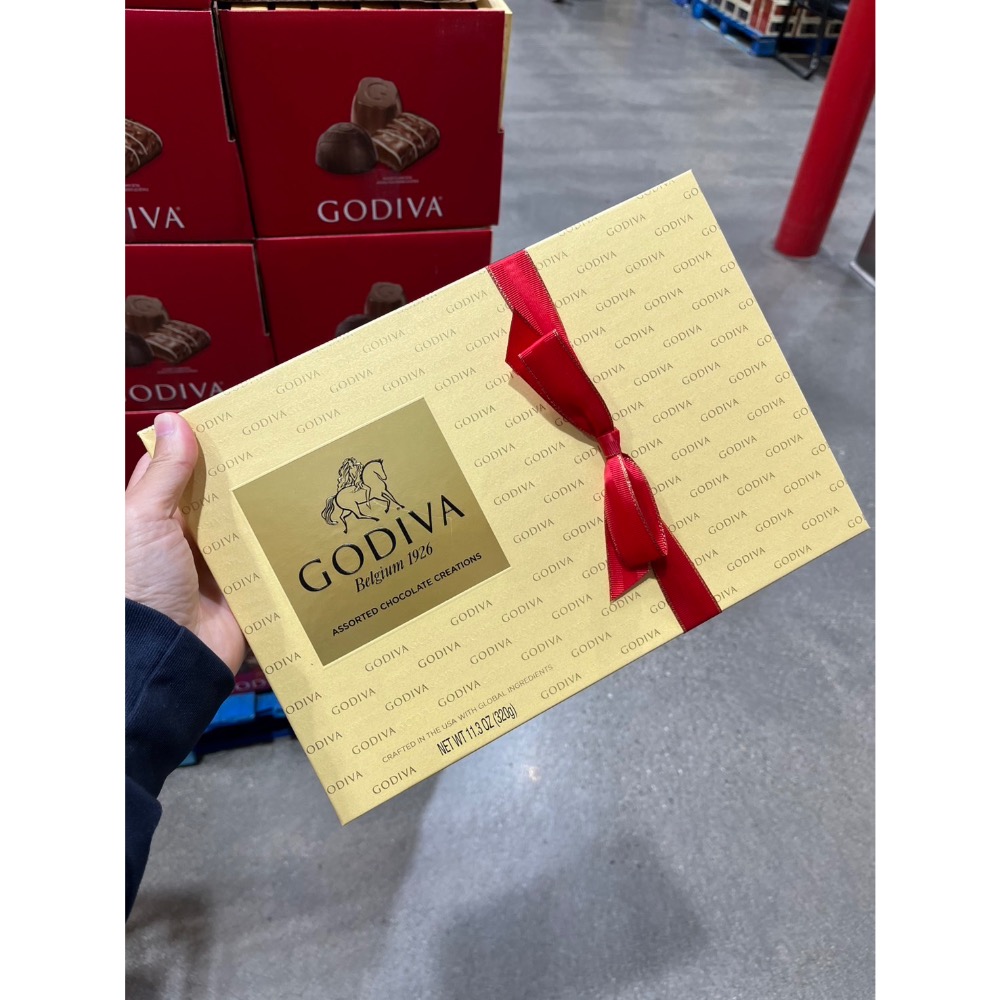 GODIVA
GODIVA
GODIVA
Belgium 1926
ASSORTED CHOCOLATE CREATIONS
CRAFTED IN THE USA WITH GLOBAL INGREDIENTS
NET WT 11.3 OZ (320g)